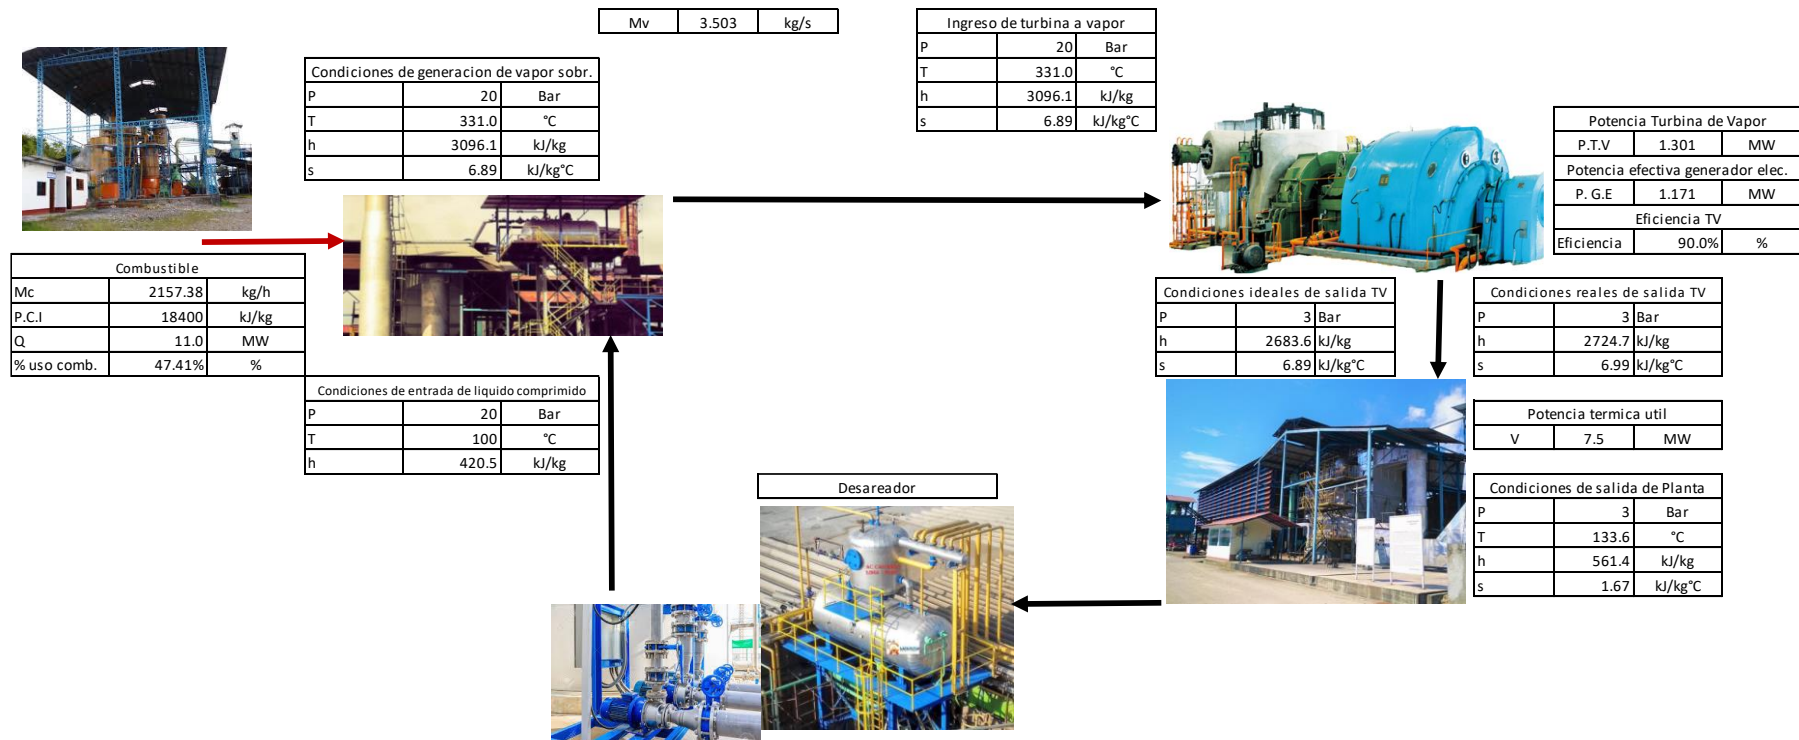 Mv 3.503 kg/s
Condiciones de generacion de vapor sobr.
P 20 Bar
T 331.0 °C
h 3096.1 kJ/kg
s 6.89 kJ/kg°C
Ingreso de turbina a vapor
P 20 Bar
T 331.0 °C
h 3096.1 kJ/kg
s 6.89 kJ/kg°C
Potencia Turbina de Vapor
P.T.V 1.301 MW
Potencia efectiva generador elec.
P. G.E 1.171 MW
Eficiencia TV
Eficiencia 90.0% %
Combustible
Mc 2157.38 kg/h
P.C.I 18400 kJ/kg
Q 11.0 MW
% uso comb. 47.41% %
Condiciones de entrada de liquido comprimido
P 20 Bar
T 100 °C
h 420.5 kJ/kg
Condiciones ideales de salida TV
P 3 Bar
h 2683.6 kJ/kg
s 6.89 kJ/kg°C
Condiciones reales de salida TV
P 3 Bar
h 2724.7 kJ/kg
s 6.99 kJ/kg°C
Potencia termica util
V 7.5 MW
Condiciones de salida de Planta
P 3 Bar
T 133.6 °C
h 561.4 kJ/kg
s 1.67 kJ/kg°C
Desareador